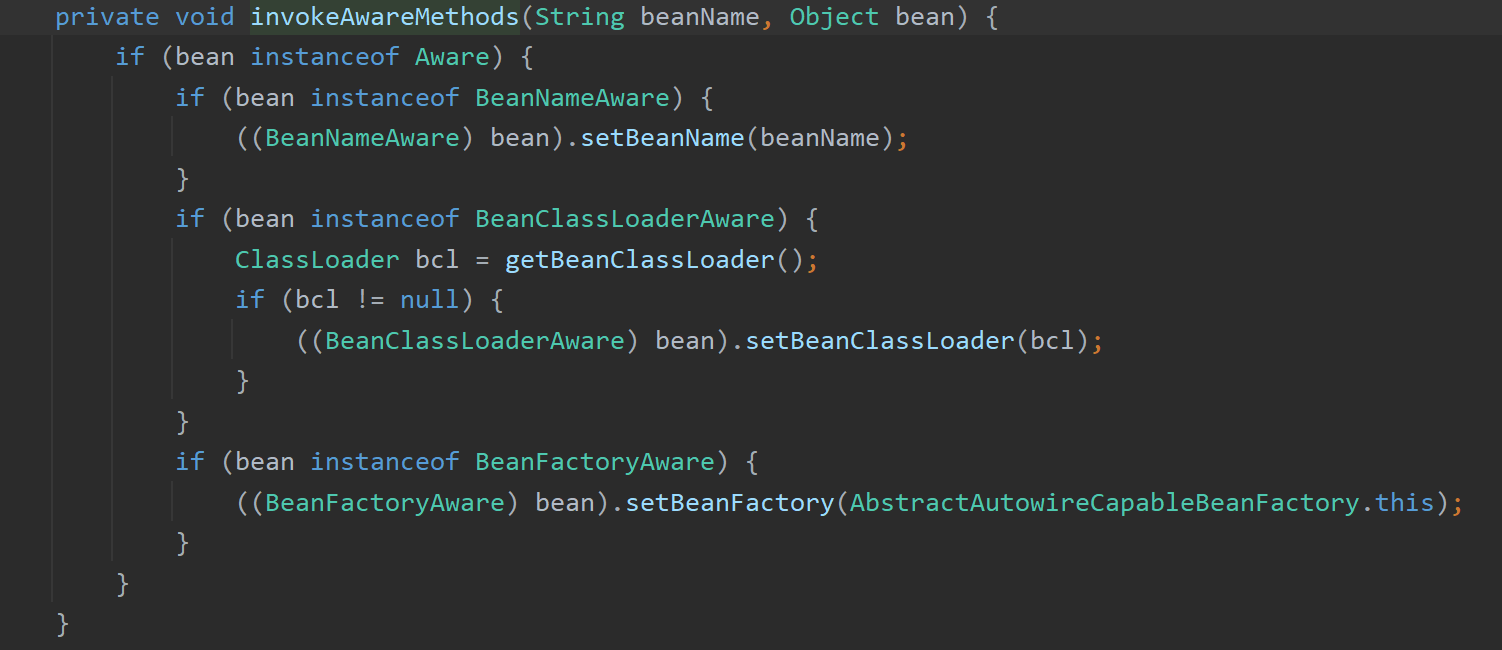 private void invokeAwareMethods(String beanName, Object bean) {
    if (bean instanceof Aware) {
        if (bean instanceof BeanNameAware) {
            ((BeanNameAware) bean).setBeanName(beanName);
        }
        if (bean instanceof BeanClassLoaderAware) {
            ClassLoader bcl = getBeanClassLoader();
            if (bcl != null) {
                ((BeanClassLoaderAware) bean).setBeanClassLoader(bcl);
            }
        }
        if (bean instanceof BeanFactoryAware) {
            ((BeanFactoryAware) bean).setBeanFactory(AbstractAutowireCapableBeanFactory.this);
        }
    }
}